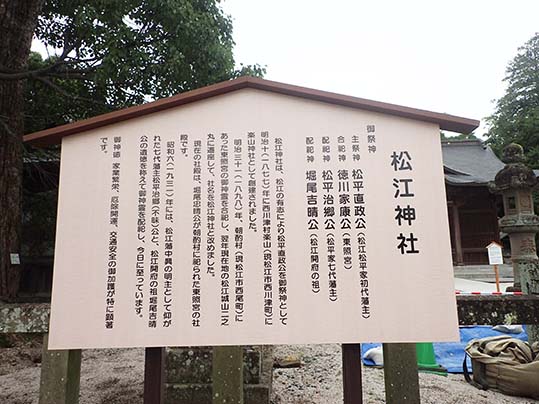 松江神社
御祭神
主祭神 松平直政公（松江松平家初代藩主）
合祀神 徳川家康公（東照宮）
配祀神 松平治郷公（松平家七代藩主）
配祀神 堀尾吉晴公（松江開府の祖）
松江神社は、松江の有志により松平直政公を御祭神として
明治十（一八七七）年に西川津村楽山（現松江市西川津町）に
楽山神社として創建されました。
明治三十一（一八九八）年、朝酌村（現松江市西尾町）に
あった東照宮の御神霊を合祀し、翌年現在地の松江城山二之
丸に遷座して、社名を松江神社と改めました。
現在の社殿は、堀尾忠晴公が朝酌村に祀られた東照宮の社
殿です。
昭和六（一九三一）年には、松江藩中興の明主として仰が
れた七代藩主松平治郷（不昧）公と、松江開府の祖堀尾吉晴
公の遺徳を称えて御神霊を配祀し、今日に至っています。
御神徳 家業繁栄、厄除開運、交通安全の御加護が特に顕著
です。